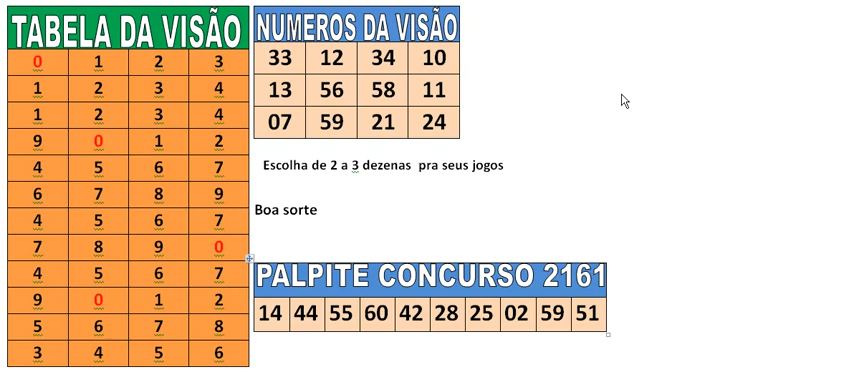 TABELA DA VISÃO
0 1 2 3
1 2 3 4
1 2 3 4
9 0 1 2
4 5 6 7
6 7 8 9
4 5 6 7
7 8 9 0
4 5 6 7
9 0 1 2
5 6 7 8
3 4 5 6
NUMEROS DA VISÃO
33 12 34 10
13 56 58 11
07 59 21 24
Escolha de 2 a 3 dezenas pra seus jogos
Boa sorte
PALPITE CONCURSO 2161
14 44 55 60 42 28 25 02 59 51